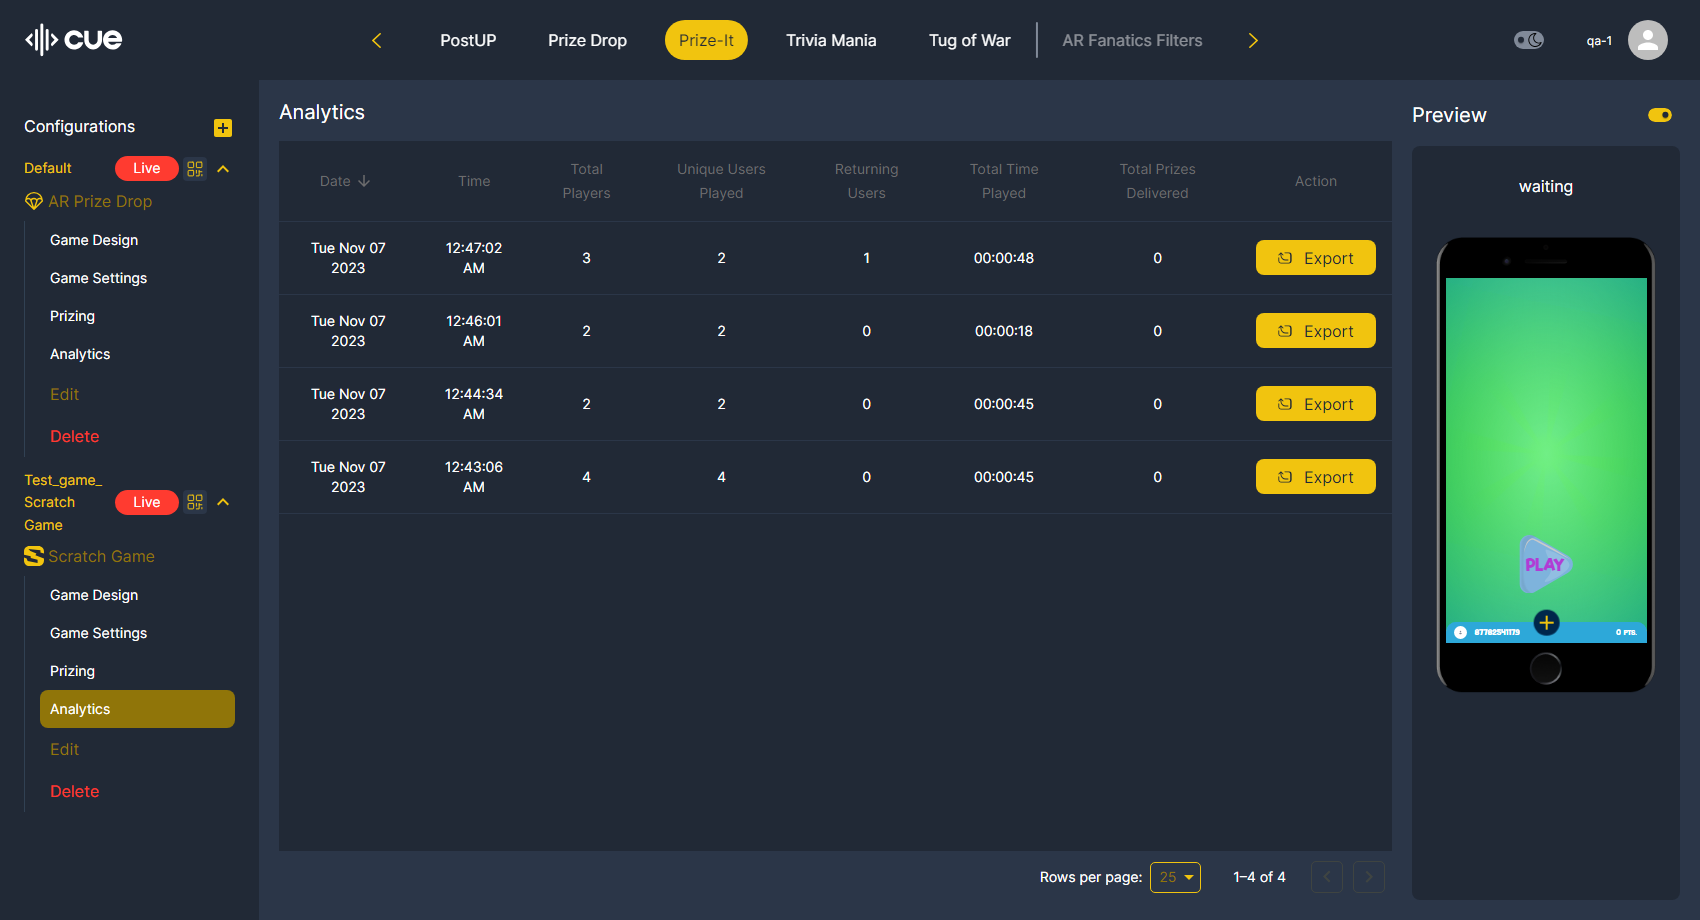 cue
PostUP
Prize Drop
Prize-It
Trivia Mania
Tug of War
AR Fanatics Filters
qa-1
Configurations
Default
Live
AR Prize Drop
Game Design
Game Settings
Prizing
Analytics
Edit
Delete
Test_game_
Scratch
Game
Live
Scratch Game
Game Design
Game Settings
Prizing
Analytics
Edit
Delete
Analytics
Date
Time
Total
Players
Unique Users
Played
Returning
Users
Total Time
Played
Total Prizes
Delivered
Action
Tue Nov 07
2023
12:47:02
AM
3
2
1
00:00:48
0
Export
Tue Nov 07
2023
12:46:01
AM
2
2
0
00:00:18
0
Export
Tue Nov 07
2023
12:44:34
AM
2
2
0
00:00:45
0
Export
Tue Nov 07
2023
12:43:06
AM
4
4
0
00:00:45
0
Export
Rows per page:
25
1–4 of 4
Preview
waiting
PLAY
0 PTS.